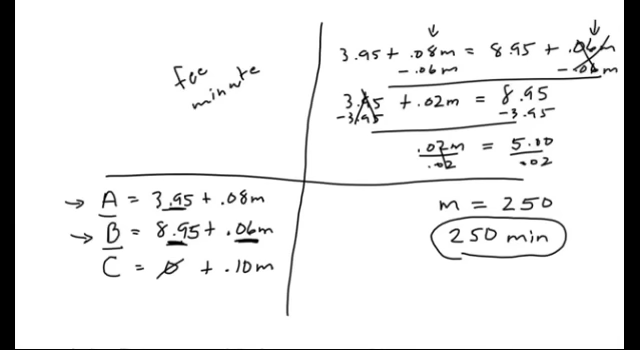 fee
minute
A = 3.95 + .08m
B = 8.95 + .06m
C = 0 + .10m
3.95 + .08m = 8.95 + .06m
- .06m - .06m
3.95 + .02m = 8.95
-3.95 -3.95
.02m = 5.00
.02 .02
m = 250
250 min